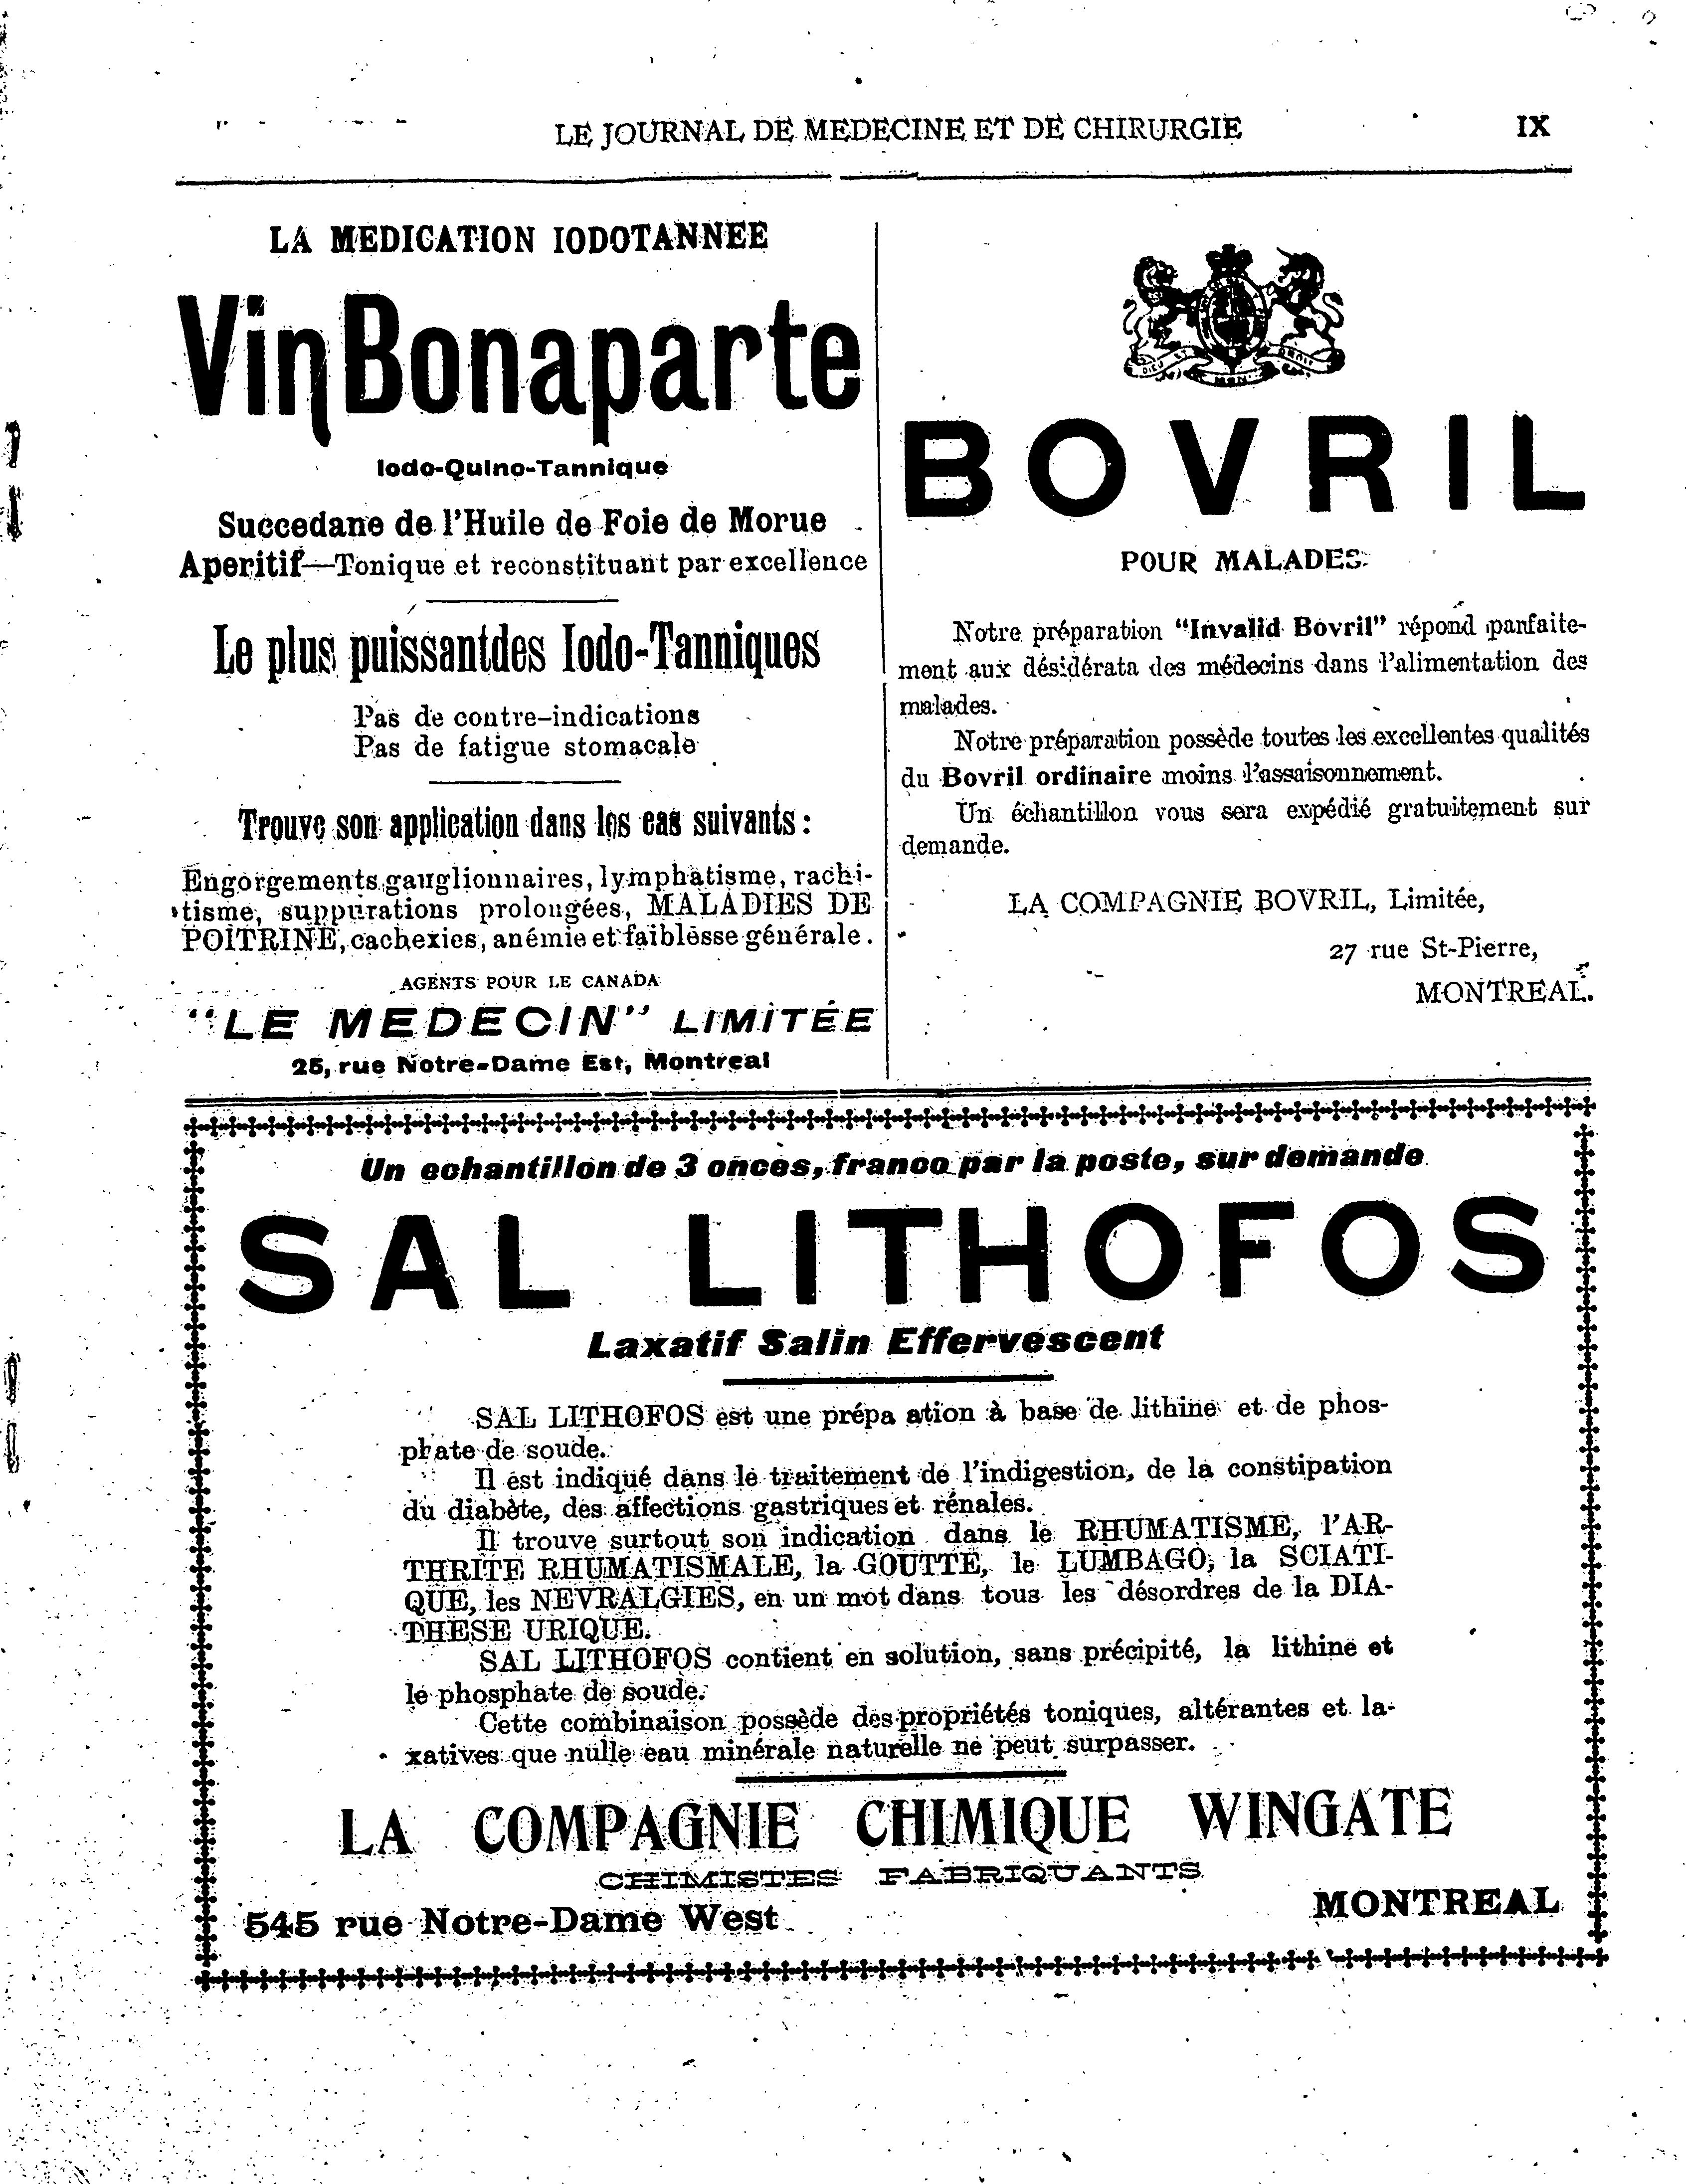 LE JOURNAL DE MEDECINE ET DE CHIRURGIE IX
LA MEDICATION IODOTANNEE
Vin Bonaparte
Iodo-Quino-Tannique
Succedane de l'Huile de Foie de Morue
Aperitif—Tonique et reconstituant par excellence
Le plus puissant des Iodo-Tanniques
Pas de contre-indications
Pas de fatigue stomacale
Trouve son application dans les cas suivants:
Engorgements ganglionnaires, lymphatisme, rachi-
tisme, suppurations prolongées, MALADIES DE
POITRINE, cachexies, anémie et faiblesse générale.
AGENTS POUR LE CANADA
"LE MEDECIN" LIMITÉE
25, rue Notre-Dame Est, Montreal
DIEU ET MON DROIT
BOVRIL
POUR MALADES
Notre préparation "Invalid Bovril" répond parfaite-
ment aux désidérata des médecins dans l'alimentation des
malades.
Notre préparation possède toutes les excellentes qualités
du Bovril ordinaire moins l'assaisonnement.
Un échantillon vous sera expédié gratuitement sur
demande.
LA COMPAGNIE BOVRIL, Limitée,
27 rue St-Pierre,
MONTREAL.
Un echantillon de 3 onces, franco par la poste, sur demande
SAL LITHOFOS
Laxatif Salin Effervescent
SAL LITHOFOS est une prépa ation à base de lithine et de phos-
phate de soude.
Il est indiqué dans le traitement de l'indigestion, de la constipation
du diabète, des affections gastriques et rénales.
Il trouve surtout son indication dans le RHUMATISME, l'AR-
THRITE RHUMATISMALE, la GOUTTE, le LUMBAGO, la SCIATI-
QUE, les NEVRALGIES, en un mot dans tous les désordres de la DIA-
THESE URIQUE.
SAL LITHOFOS contient en solution, sans précipité, la lithine et
le phosphate de soude.
Cette combinaison possède des propriétés toniques, altérantes et la-
xatives que nulle eau minérale naturelle ne peut surpasser.
LA COMPAGNIE CHIMIQUE WINGATE
CHIMISTES FABRIQUANTS
545 rue Notre-Dame West MONTREAL